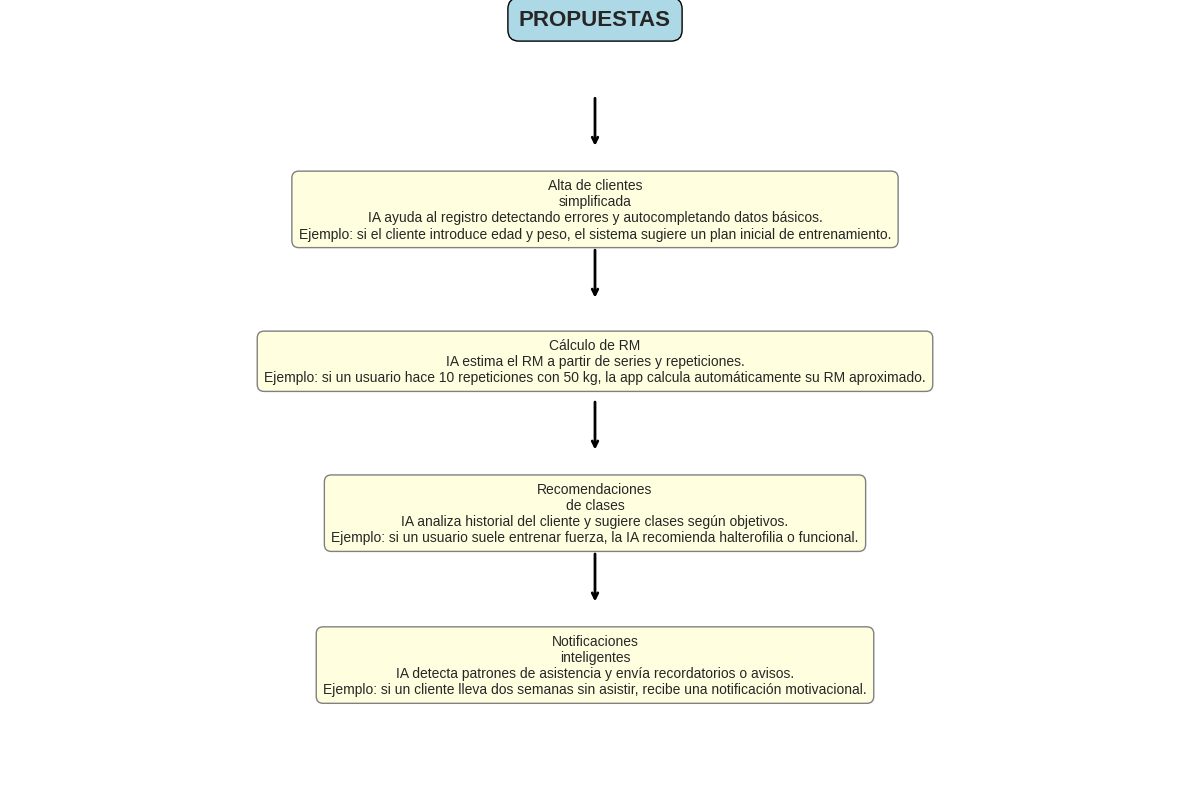 PROPUESTAS
Alta de clientes
simplificada
IA ayuda al registro detectando errores y autocompletando datos básicos.
Ejemplo: si el cliente introduce edad y peso, el sistema sugiere un plan inicial de entrenamiento.
Cálculo de RM
IA estima el RM a partir de series y repeticiones.
Ejemplo: si un usuario hace 10 repeticiones con 50 kg, la app calcula automáticamente su RM aproximado.
Recomendaciones
de clases
IA analiza historial del cliente y sugiere clases según objetivos.
Ejemplo: si un usuario suele entrenar fuerza, la IA recomienda halterofilia o funcional.
Notificaciones
inteligentes
IA detecta patrones de asistencia y envía recordatorios o avisos.
Ejemplo: si un cliente lleva dos semanas sin asistir, recibe una notificación motivacional.